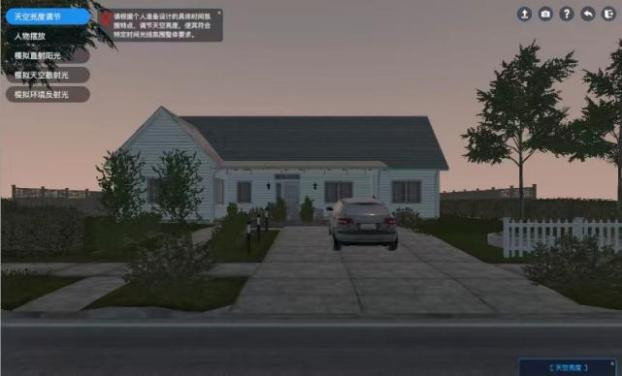 天空亮度调节
人物摆放
模拟直射阳光
模拟天空散射光
模拟环境反射光
请根据个人准备设计的具体时间氛
围特点，调节天空亮度，使其符合
特定时间光线氛围整体要求。
[ 天空亮度 ]